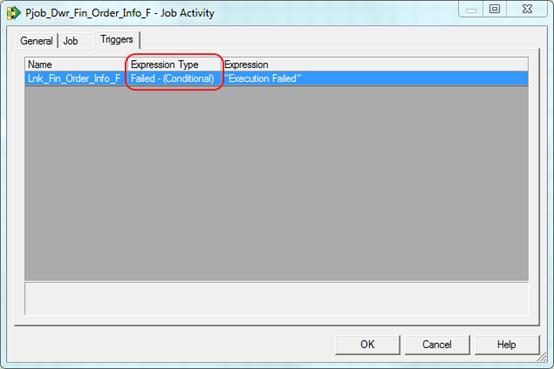 Pjob_Dwr_Fin_Order_Info_F - Job Activity
General Job Triggers
Name Expression Type Expression
Lnk_Fin_Order_Info_F Failed - (Conditional) "Execution Failed"
OK Cancel Help